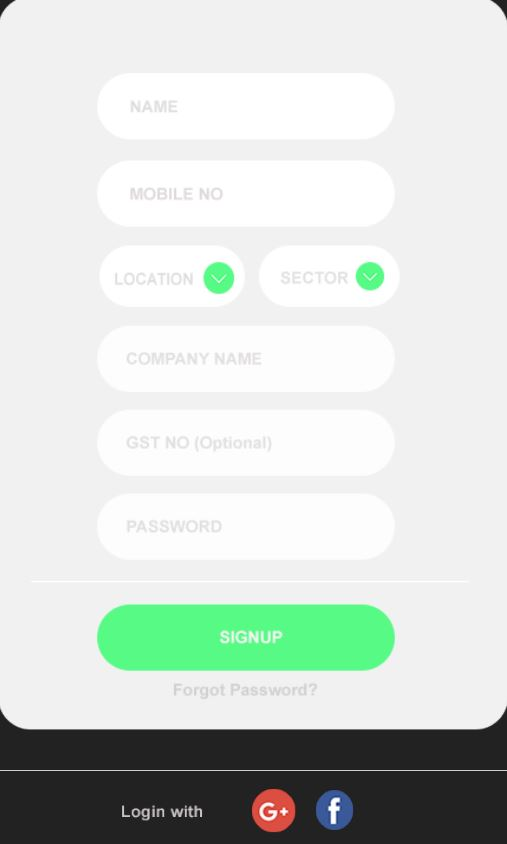 NAME
MOBILE NO
LOCATION SECTOR
COMPANY NAME
GST NO (Optional)
PASSWORD
SIGNUP
Forgot Password?
Login with G+ f